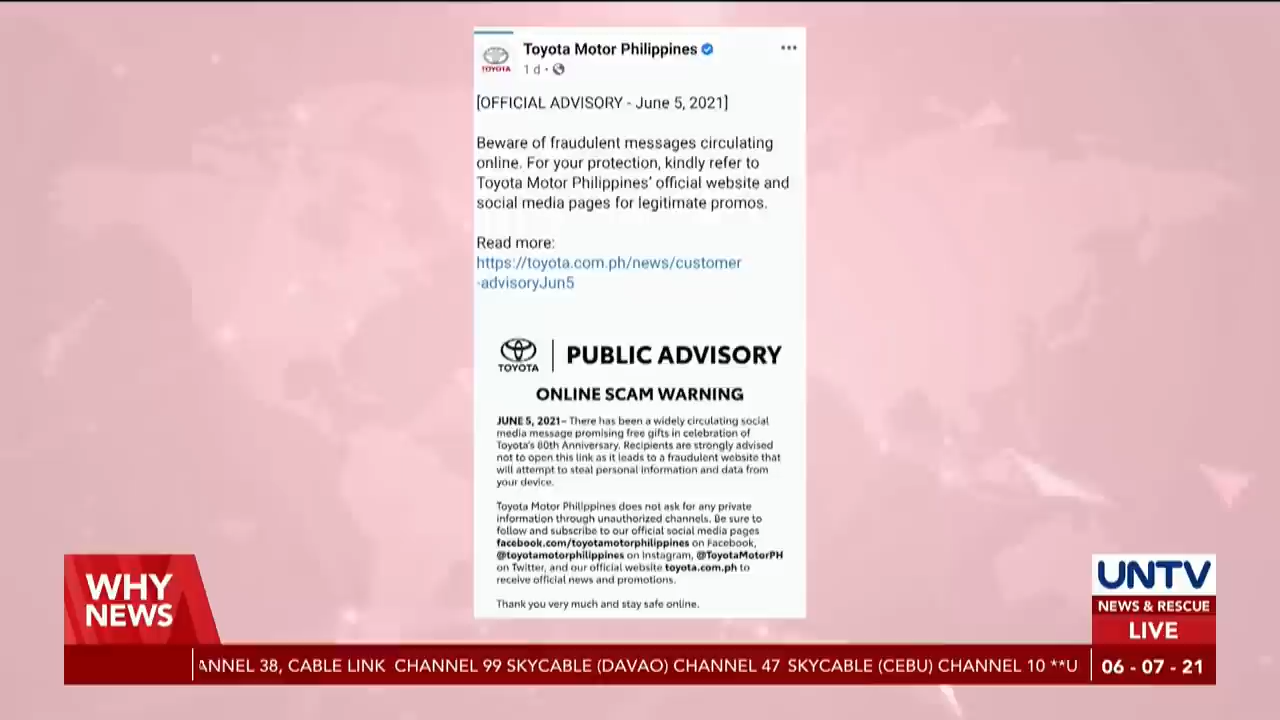 Toyota Motor Philippines
TOYOTA
1 d
[OFFICIAL ADVISORY - June 5, 2021]
Beware of fraudulent messages circulating
online. For your protection, kindly refer to
Toyota Motor Philippines' official website and
social media pages for legitimate promos.
Read more:
https://toyota.com.ph/news/customer
-advisoryJun5
TOYOTA
PUBLIC ADVISORY
ONLINE SCAM WARNING
JUNE 5, 2021– There has been a widely circulating social
media message promising free gifts in celebration of
Toyota's 80th Anniversary. Recipients are strongly advised
not to open this link as it leads to a fraudulent website that
will attempt to steal personal information and data from
your device.
Toyota Motor Philippines does not ask for any private
information through unauthorized channels. Be sure to
follow and subscribe to our official social media pages
facebook.com/toyotamotorphilippines on Facebook,
@toyotamotorphilippines on Instagram, @ToyotaMotorPH
on Twitter, and our official website toyota.com.ph to
receive official news and promotions.
Thank you very much and stay safe online.
WHY
NEWS
UNTV
NEWS & RESCUE
LIVE
ANNEL 38, CABLE LINK CHANNEL 99 SKYCABLE (DAVAO) CHANNEL 47 SKYCABLE (CEBU) CHANNEL 10 **U
06 - 07 - 21